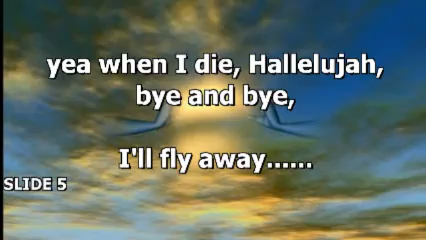 yea when I die, Hallelujah,
bye and bye,
I'll fly away......
SLIDE 5